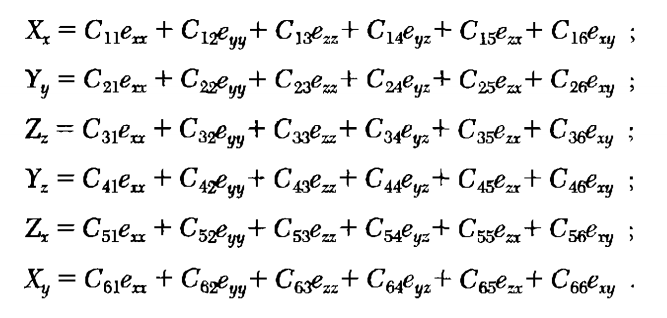 X_x = C_{11}e_{xx} + C_{12}e_{yy} + C_{13}e_{zz} + C_{14}e_{yz} + C_{15}e_{zx} + C_{16}e_{xy} ;
Y_y = C_{21}e_{xx} + C_{22}e_{yy} + C_{23}e_{zz} + C_{24}e_{yz} + C_{25}e_{zx} + C_{26}e_{xy} ;
Z_z = C_{31}e_{xx} + C_{32}e_{yy} + C_{33}e_{zz} + C_{34}e_{yz} + C_{35}e_{zx} + C_{36}e_{xy} ;
Y_z = C_{41}e_{xx} + C_{42}e_{yy} + C_{43}e_{zz} + C_{44}e_{yz} + C_{45}e_{zx} + C_{46}e_{xy} ;
Z_x = C_{51}e_{xx} + C_{52}e_{yy} + C_{53}e_{zz} + C_{54}e_{yz} + C_{55}e_{zx} + C_{56}e_{xy} ;
X_y = C_{61}e_{xx} + C_{62}e_{yy} + C_{63}e_{zz} + C_{64}e_{yz} + C_{65}e_{zx} + C_{66}e_{xy} .